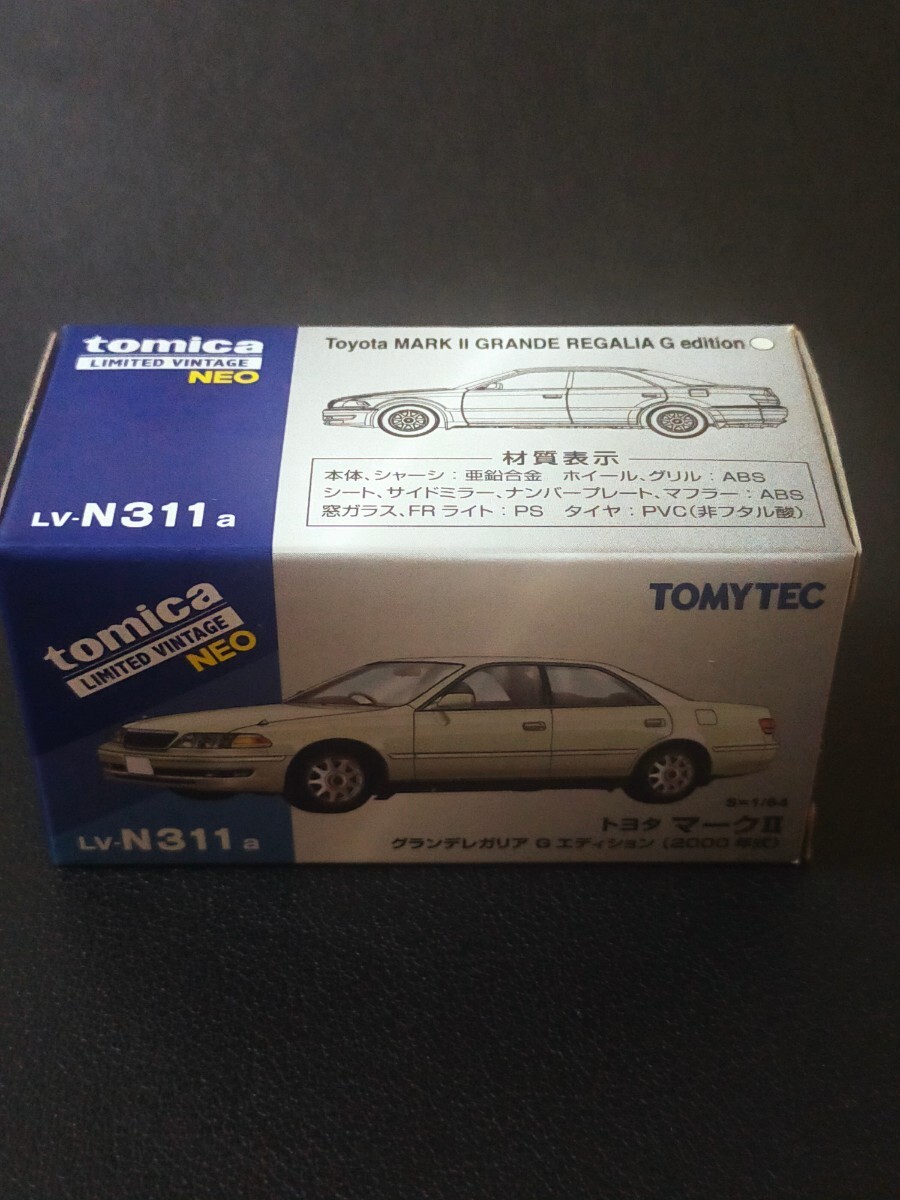 tomica
LIMITED VINTAGE
NEO
LV-N311 a
Toyota MARK II GRANDE REGALIA G edition
材質表示
本体、シャーシ：亜鉛合金 ホイール、グリル：ABS
シート、サイドミラー、ナンバープレート、マフラー：ABS
窓ガラス、FRライト：PS タイヤ：PVC(非フタル酸)
TOMYTEC
tomica
LIMITED VINTAGE
NEO
S=1/64
トヨタ マークⅡ
グランデレガリア G エディション (2000年式)
LV-N311 a